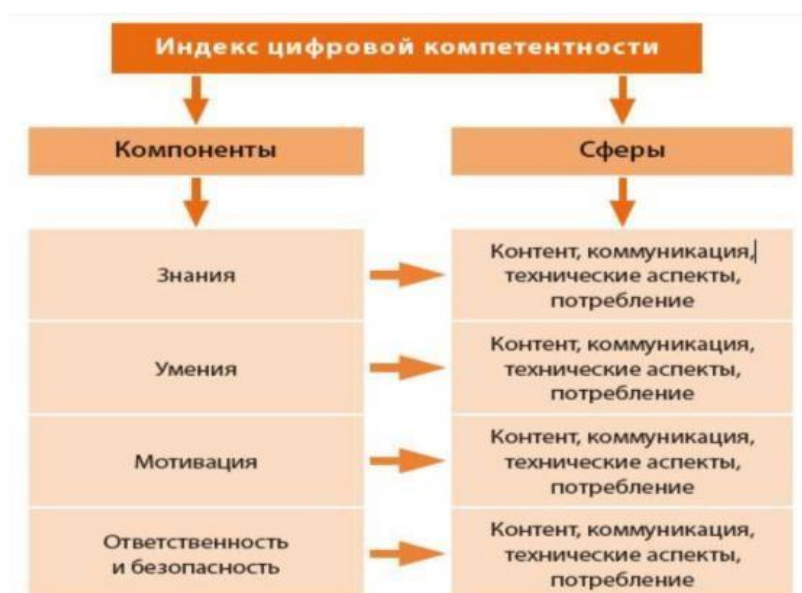 Индекс цифровой компетентности
Компоненты
Сферы
Знания
Контент, коммуникация,
технические аспекты,
потребление
Умения
Контент, коммуникация,
технические аспекты,
потребление
Мотивация
Контент, коммуникация,
технические аспекты,
потребление
Ответственность
и безопасность
Контент, коммуникация,
технические аспекты,
потребление